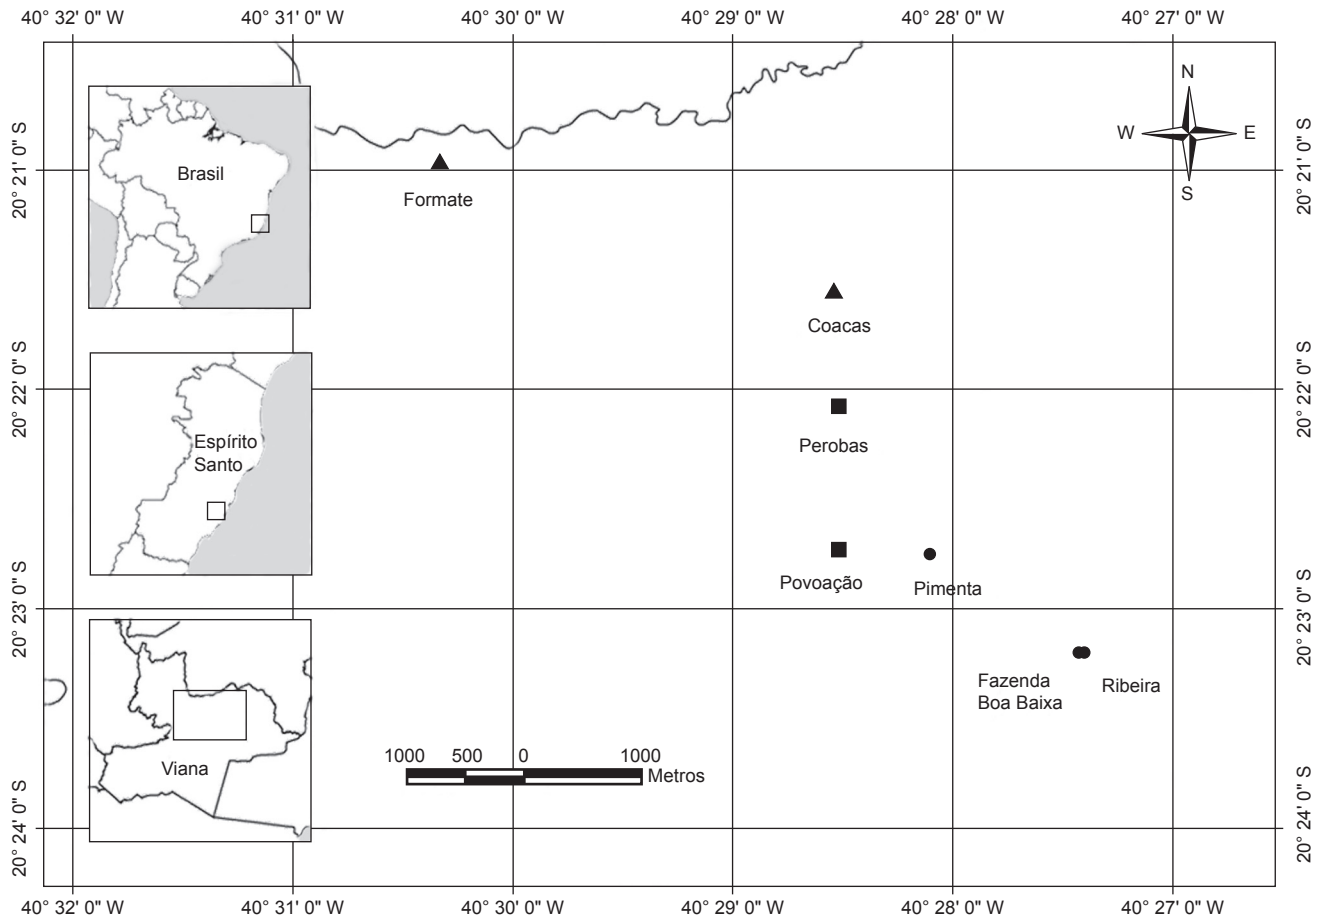 40° 32' 0" W
40° 31' 0" W
40° 30' 0" W
40° 29' 0" W
40° 28' 0" W
40° 27' 0" W
N
W
E
S
20° 21' 0" S
20° 21' 0" S
Brasil
Formate
Coacas
20° 22' 0" S
20° 22' 0" S
Espírito
Santo
Perobas
Povoação
Pimenta
20° 23' 0" S
20° 23' 0" S
Fazenda
Boa Baixa
Ribeira
Viana
1000 500 0 1000
Metros
20° 24' 0" S
20° 24' 0" S
40° 32' 0" W
40° 31' 0" W
40° 30' 0" W
40° 29' 0" W
40° 28' 0" W
40° 27' 0" W